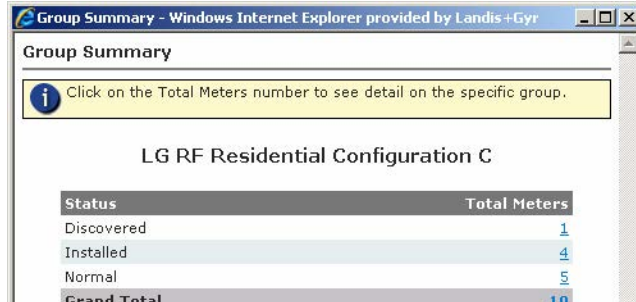 Group Summary - Windows Internet Explorer provided by Landis+Gyr
Group Summary
Click on the Total Meters number to see detail on the specific group.
LG RF Residential Configuration C
Status Total Meters
Discovered 1
Installed 4
Normal 5
Grand Total 10